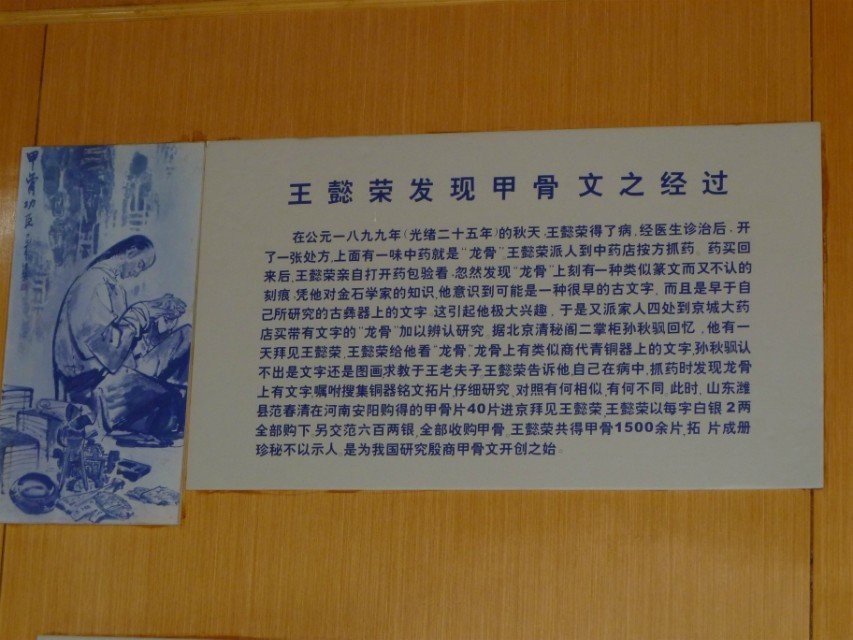 甲骨功臣
王懿荣发现甲骨文之经过
在公元一八九九年(光绪二十五年)的秋天,王懿荣得了病,经医生诊治后,开
了一张处方,上面有一味中药就是"龙骨"王懿荣派人到中药店按方抓药。药买回
来后,王懿荣亲自打开药包验看,忽然发现"龙骨"上刻有一种类似篆文而又不认的
刻痕,凭他对金石学家的知识,他意识到可能是一种很早的古文字,而且是早于自
己所研究的古彝器上的文字,这引起他极大兴趣,于是又派家人四处到京城大药
店买带有文字的"龙骨"加以辨认研究,据北京清秘阁二掌柜孙秋飒回忆,他有一
天拜见王懿荣,王懿荣给他看"龙骨,"龙骨上有类似商代青铜器上的文字,孙秋飒认
不出是文字还是图画求教于王老夫子王懿荣告诉他,自己在病中,抓药时发现龙骨
上有文字嘱咐搜集铜器铭文拓片仔细研究,对照有何相似,有何不同,此时,山东潍
县范春清在河南安阳购得的甲骨片40片进京拜见王懿荣,王懿荣以每字白银2两
全部购下,另交范六百两银,全部收购甲骨,王懿荣共得甲骨1500余片,拓 片成册
珍秘不以示人,是为我国研究殷商甲骨文开创之始。